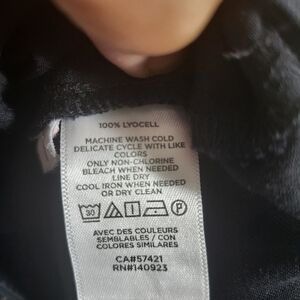 100% LYOCELL
MACHINE WASH COLD
DELICATE CYCLE WITH LIKE
COLORS
ONLY NON-CHLORINE
BLEACH WHEN NEEDED
LINE DRY
COOL IRON WHEN NEEDED
OR DRY CLEAN
30 P
AVEC DES COULEURS
SEMBLABLES / CON
COLORES SIMILARES
CA#57421
RN#140923